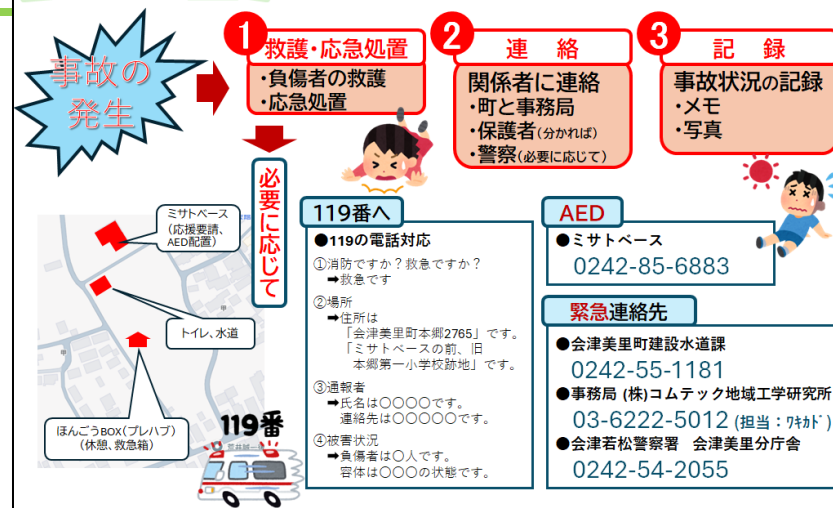 事故の
発生
1
救護・応急処置
・負傷者の救護
・応急処置
2
連 絡
関係者に連絡
・町と事務局
・保護者(分かれば)
・警察(必要に応じて)
3
記 録
事故状況の記録
・メモ
・写真
必要に応じて
ミサトベース
(応援要請、
AED配置)
トイレ、水道
ほんごうBOX(プレハブ)
(休憩、救急箱)
119番
119番へ
●119の電話対応
①消防ですか？救急ですか？
➡救急です
②場所
➡住所は
「会津美里町本郷2765」です。
「ミサトベースの前、旧
本郷第一小学校跡地」です。
③通報者
➡氏名は〇〇〇〇です。
連絡先は〇〇〇〇〇です。
④被害状況
➡負傷者は〇人です。
容体は〇〇〇の状態です。
AED
●ミサトベース
0242-85-6883
緊急連絡先
●会津美里町建設水道課
0242-55-1181
●事務局 (株)コムテック地域工学研究所
03-6222-5012 (担当：ﾜｷｶﾄﾞ)
●会津若松警察署 会津美里分庁舎
0242-54-2055